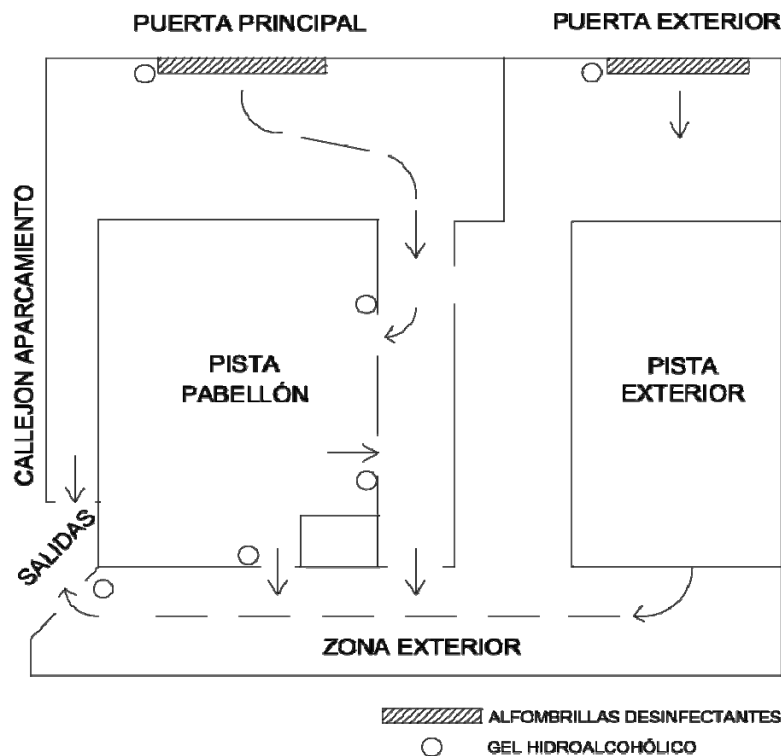 PUERTA PRINCIPAL
PUERTA EXTERIOR
CALLEJON APARCAMIENTO
PISTA
PABELLÓN
PISTA
EXTERIOR
SALIDAS
ZONA EXTERIOR
ALFOMBRILLAS DESINFECTANTES
GEL HIDROALCOHÓLICO